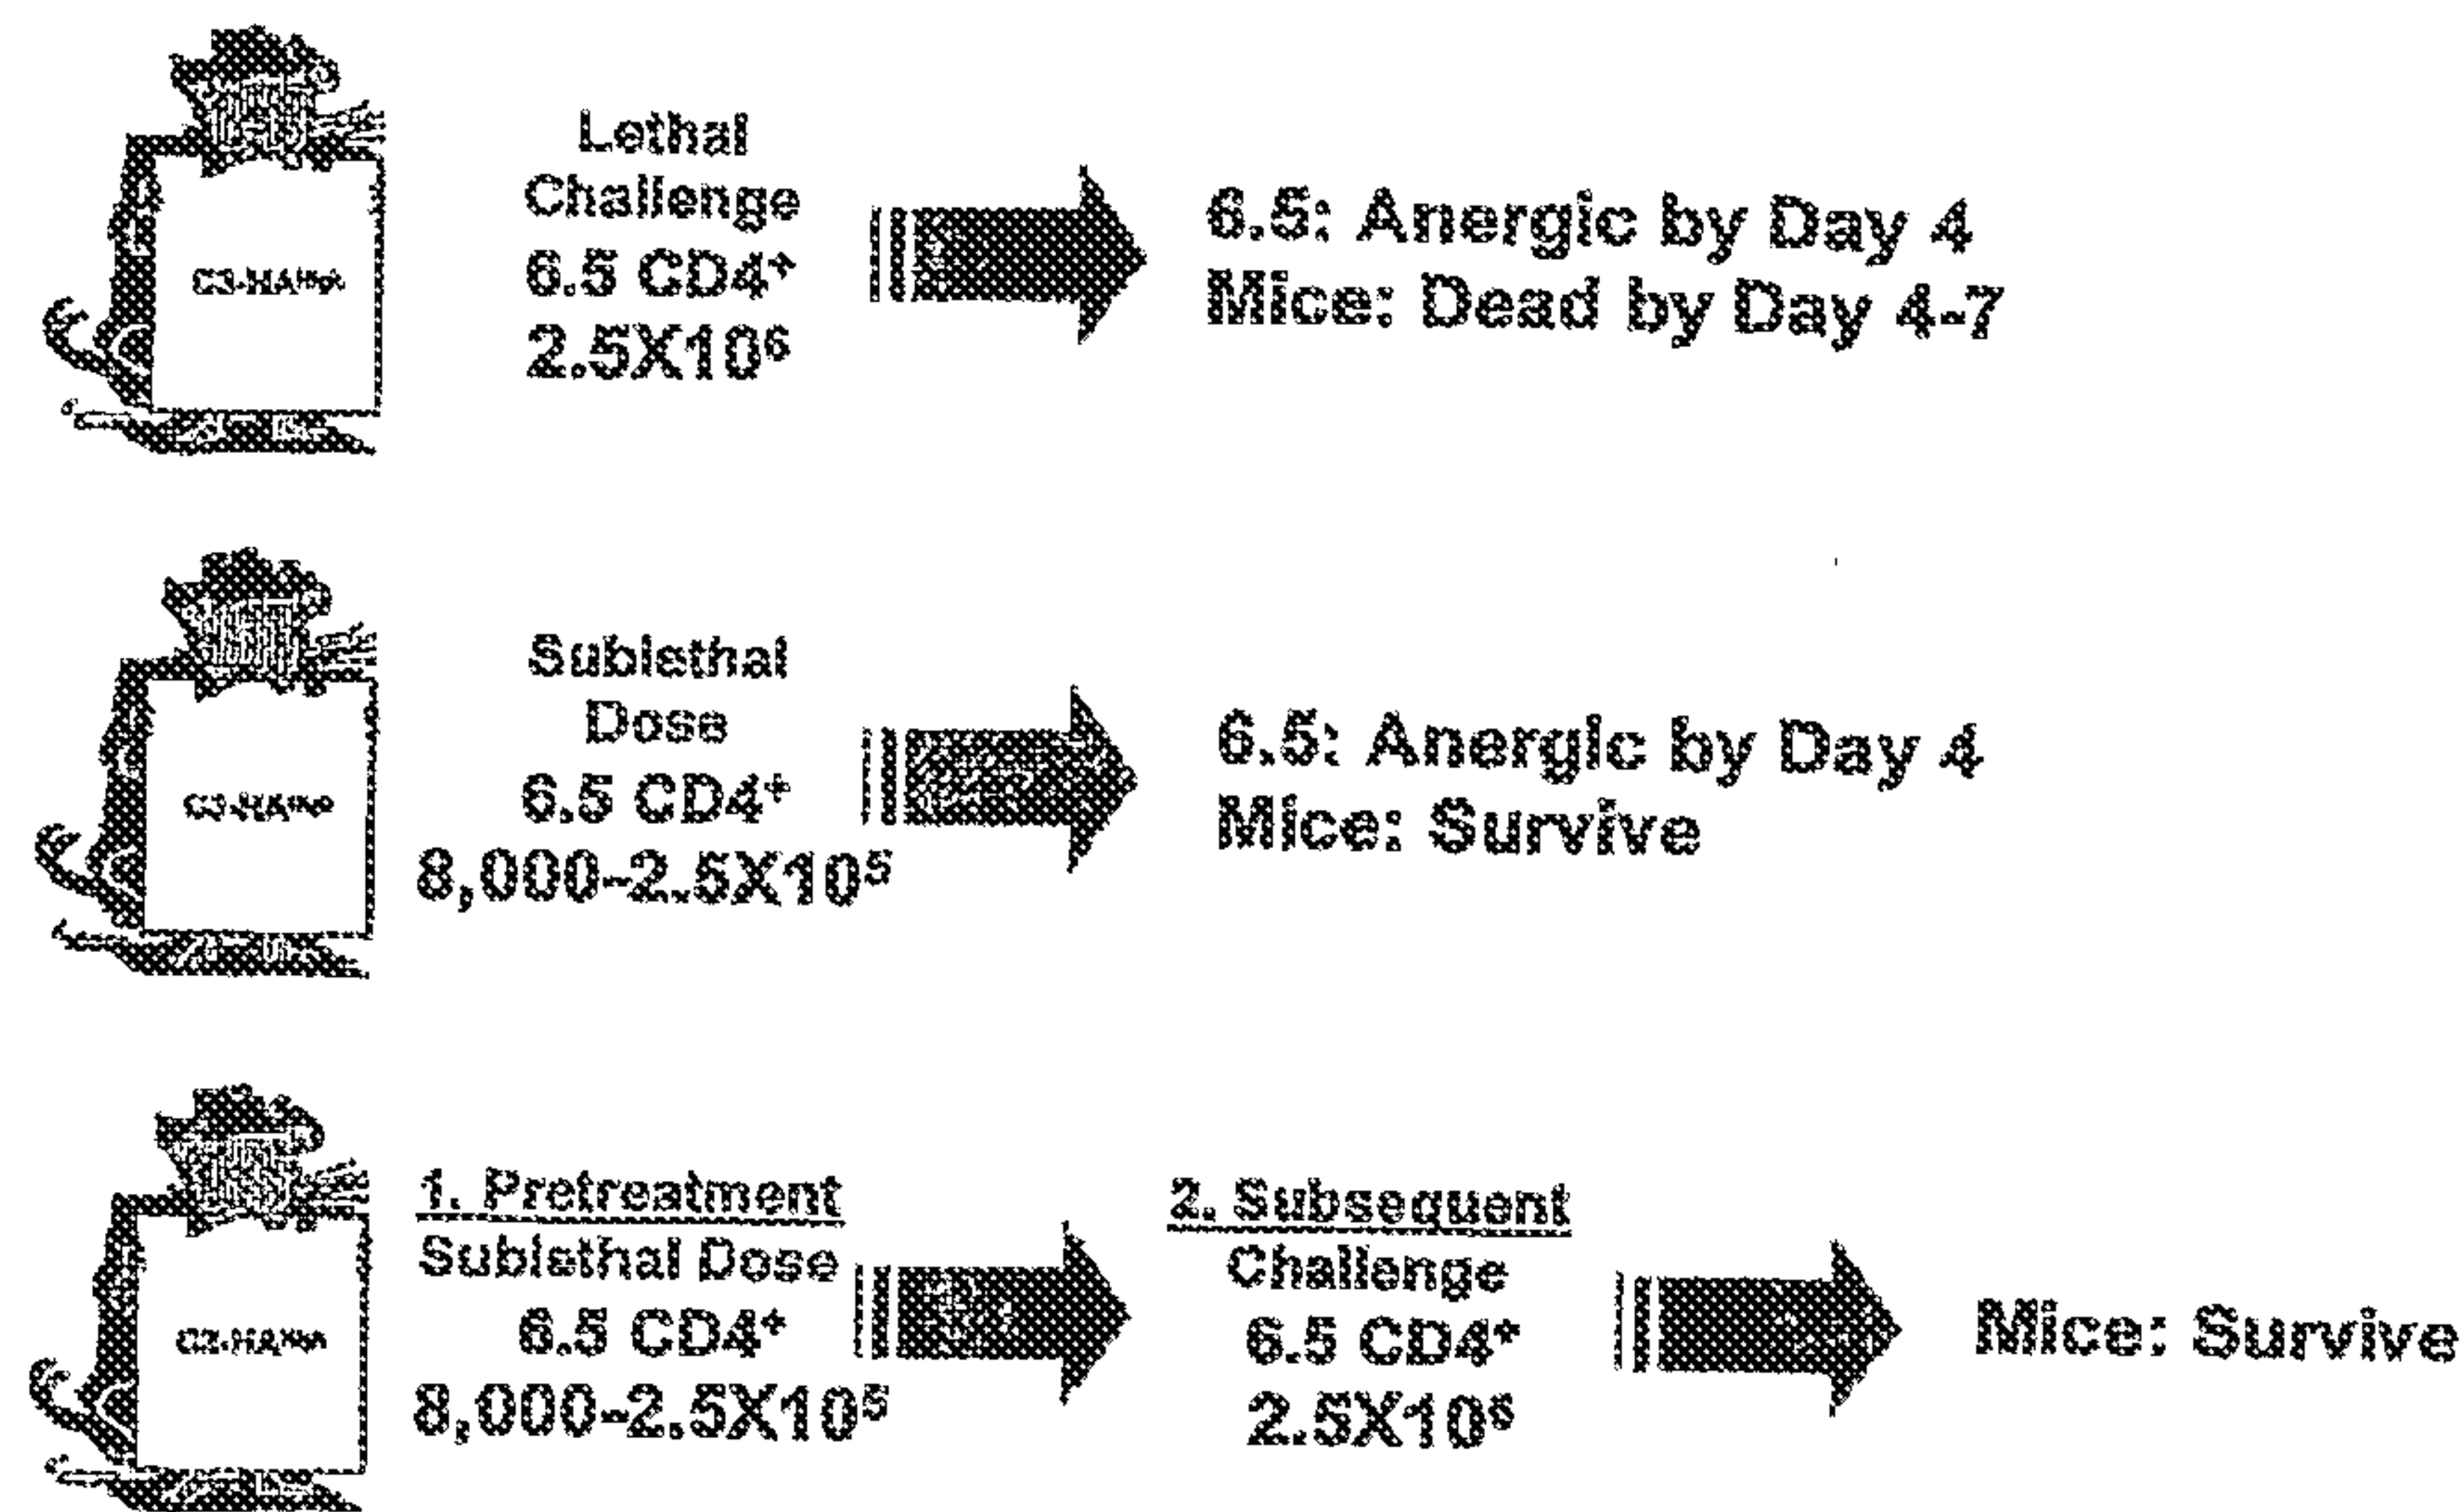 Lethal
Challenge
6.5 CD4⁺
2.5X10⁶
6.5: Anergic by Day 4
Mice: Dead by Day 4-7
Sublethal
Dose
6.5 CD4⁺
8,000-2.5X10⁵
6.5: Anergic by Day 4
Mice: Survive
1. Pretreatment
Sublethal Dose
6.5 CD4⁺
8,000-2.5X10⁵
2. Subsequent
Challenge
6.5 CD4⁺
2.5X10⁶
Mice: Survive